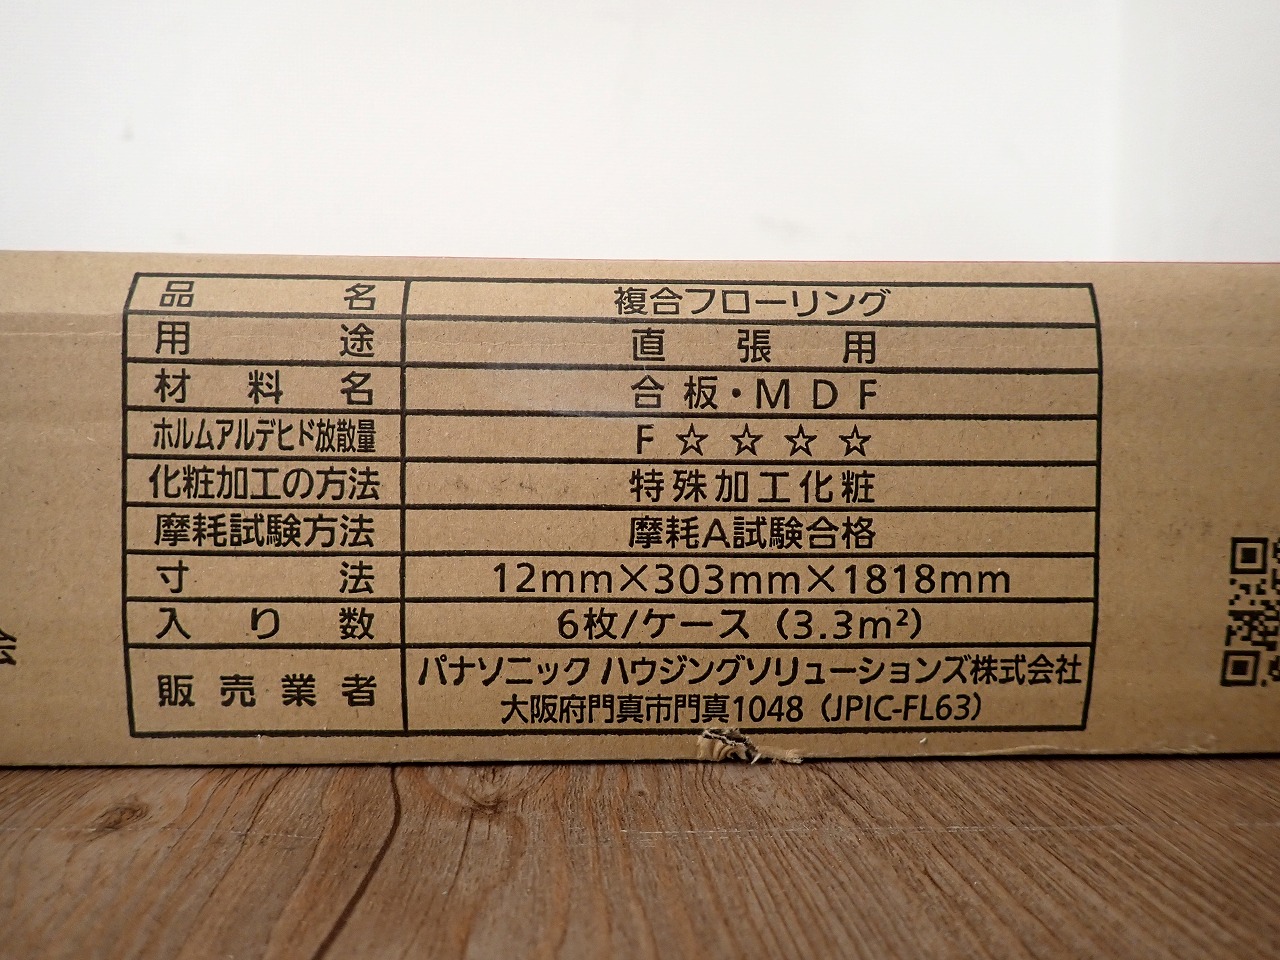 品名 複合フローリング
用途 直張用
材料名 合板・MDF
ホルムアルデヒド放散量 F☆☆☆☆
化粧加工の方法 特殊加工化粧
摩耗試験方法 摩耗A試験合格
寸法 12mm×303mm×1818mm
入り数 6枚/ケース（3.3m²）
販売業者 パナソニック ハウジングソリューションズ株式会社
大阪府門真市門真1048（JPIC-FL63）